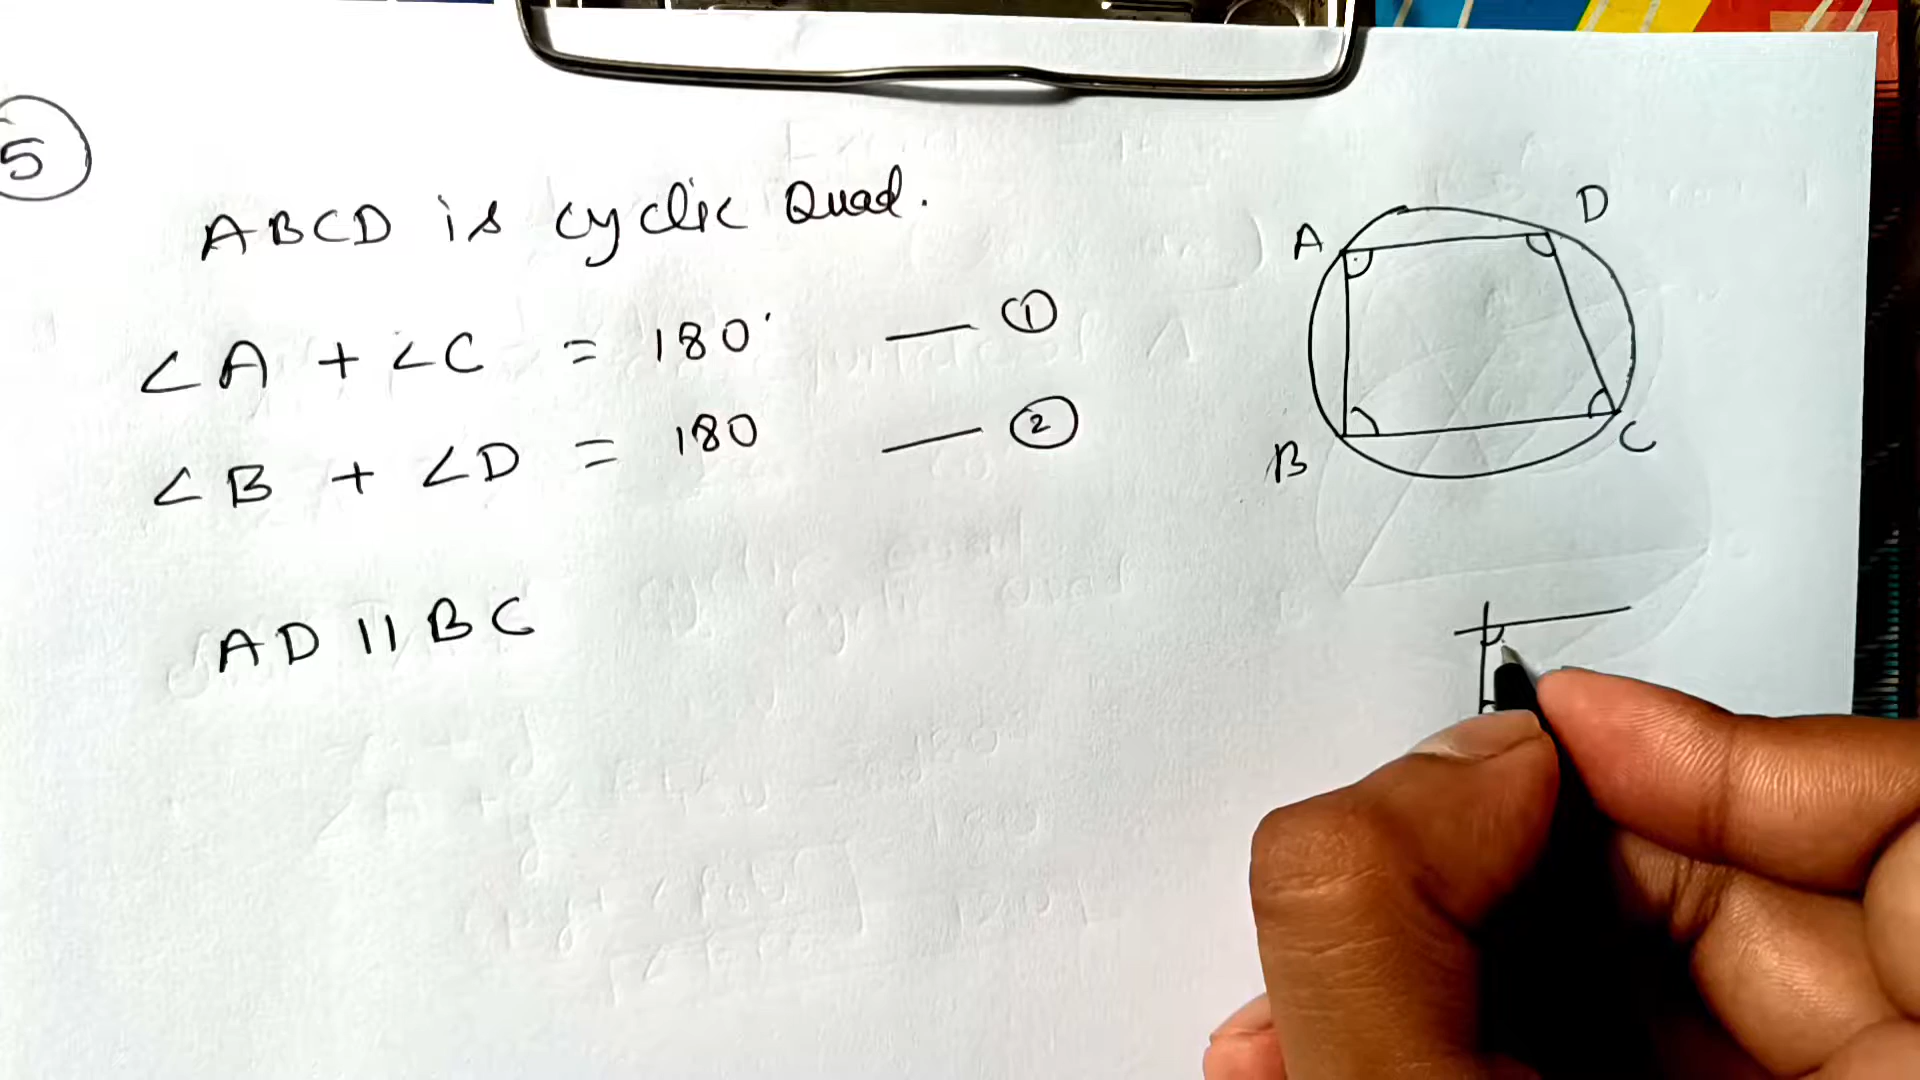 5
ABCD is cyclic Quad.
∠A + ∠C = 180° — ①
∠B + ∠D = 180 — ②
AD || BC
A
D
B
C